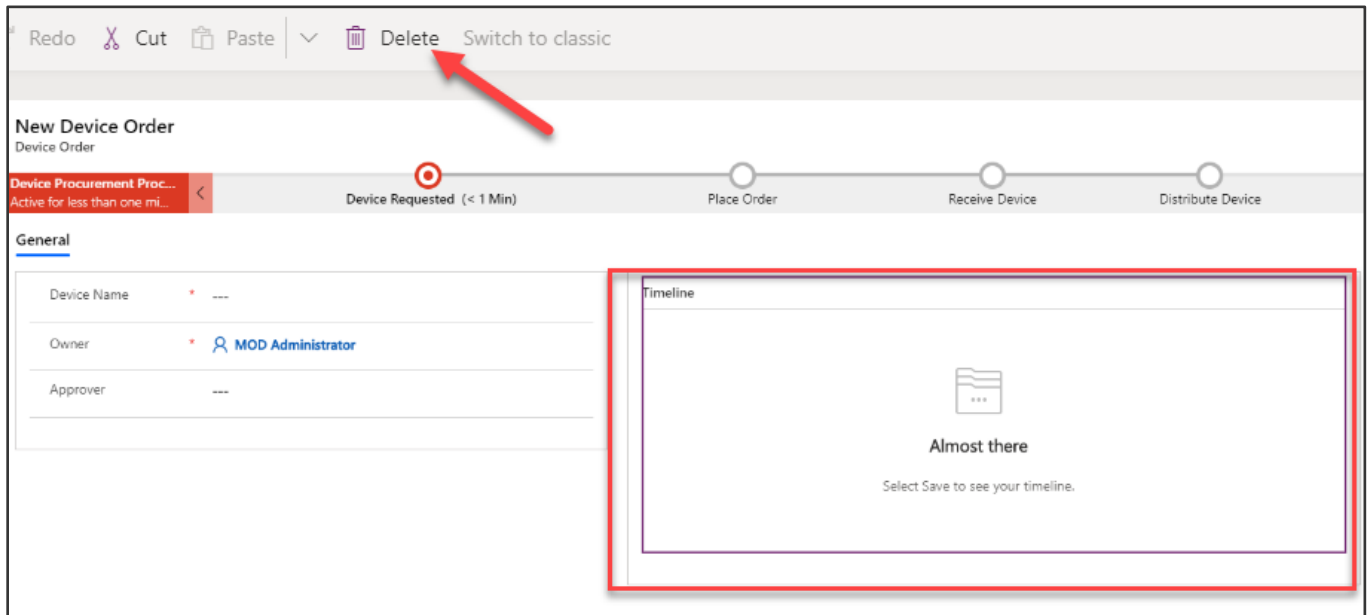 Redo Cut Paste Delete Switch to classic
New Device Order
Device Order
Device Procurement Proc...
Active for less than one mi...
Device Requested (< 1 Min) Place Order Receive Device Distribute Device
General
Device Name * ---
Owner * MOD Administrator
Approver ---
Timeline
Almost there
Select Save to see your timeline.